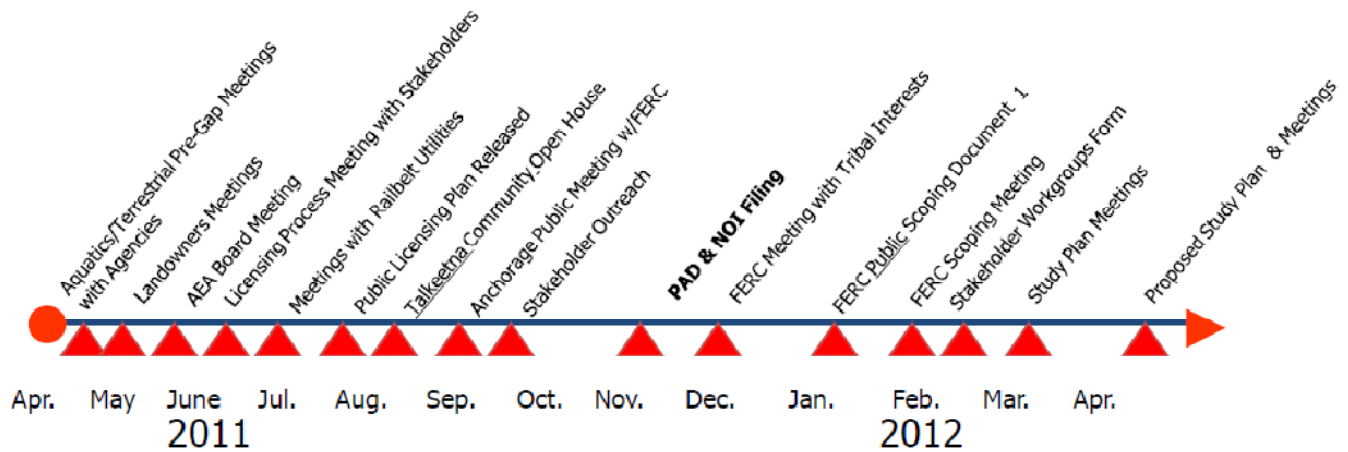 Aquatics/Terrestrial Pre-Gap Meetings
with Agencies
Landowners Meetings
AEA Board Meeting
Licensing Process Meeting with Stakeholders
Meetings with Railbelt Utilities
Public Licensing Plan Released
Talkeetna Community Open House
Anchorage Public Meeting w/FERC
Stakeholder Outreach
PAD & NOI Filing
FERC Meeting with Tribal Interests
FERC Public Scoping Document 1
FERC Scoping Meeting
Stakeholder Workgroups Form
Study Plan Meetings
Proposed Study Plan & Meetings
Apr. May June Jul. Aug. Sep. Oct. Nov. Dec. Jan. Feb. Mar. Apr.
2011 2012